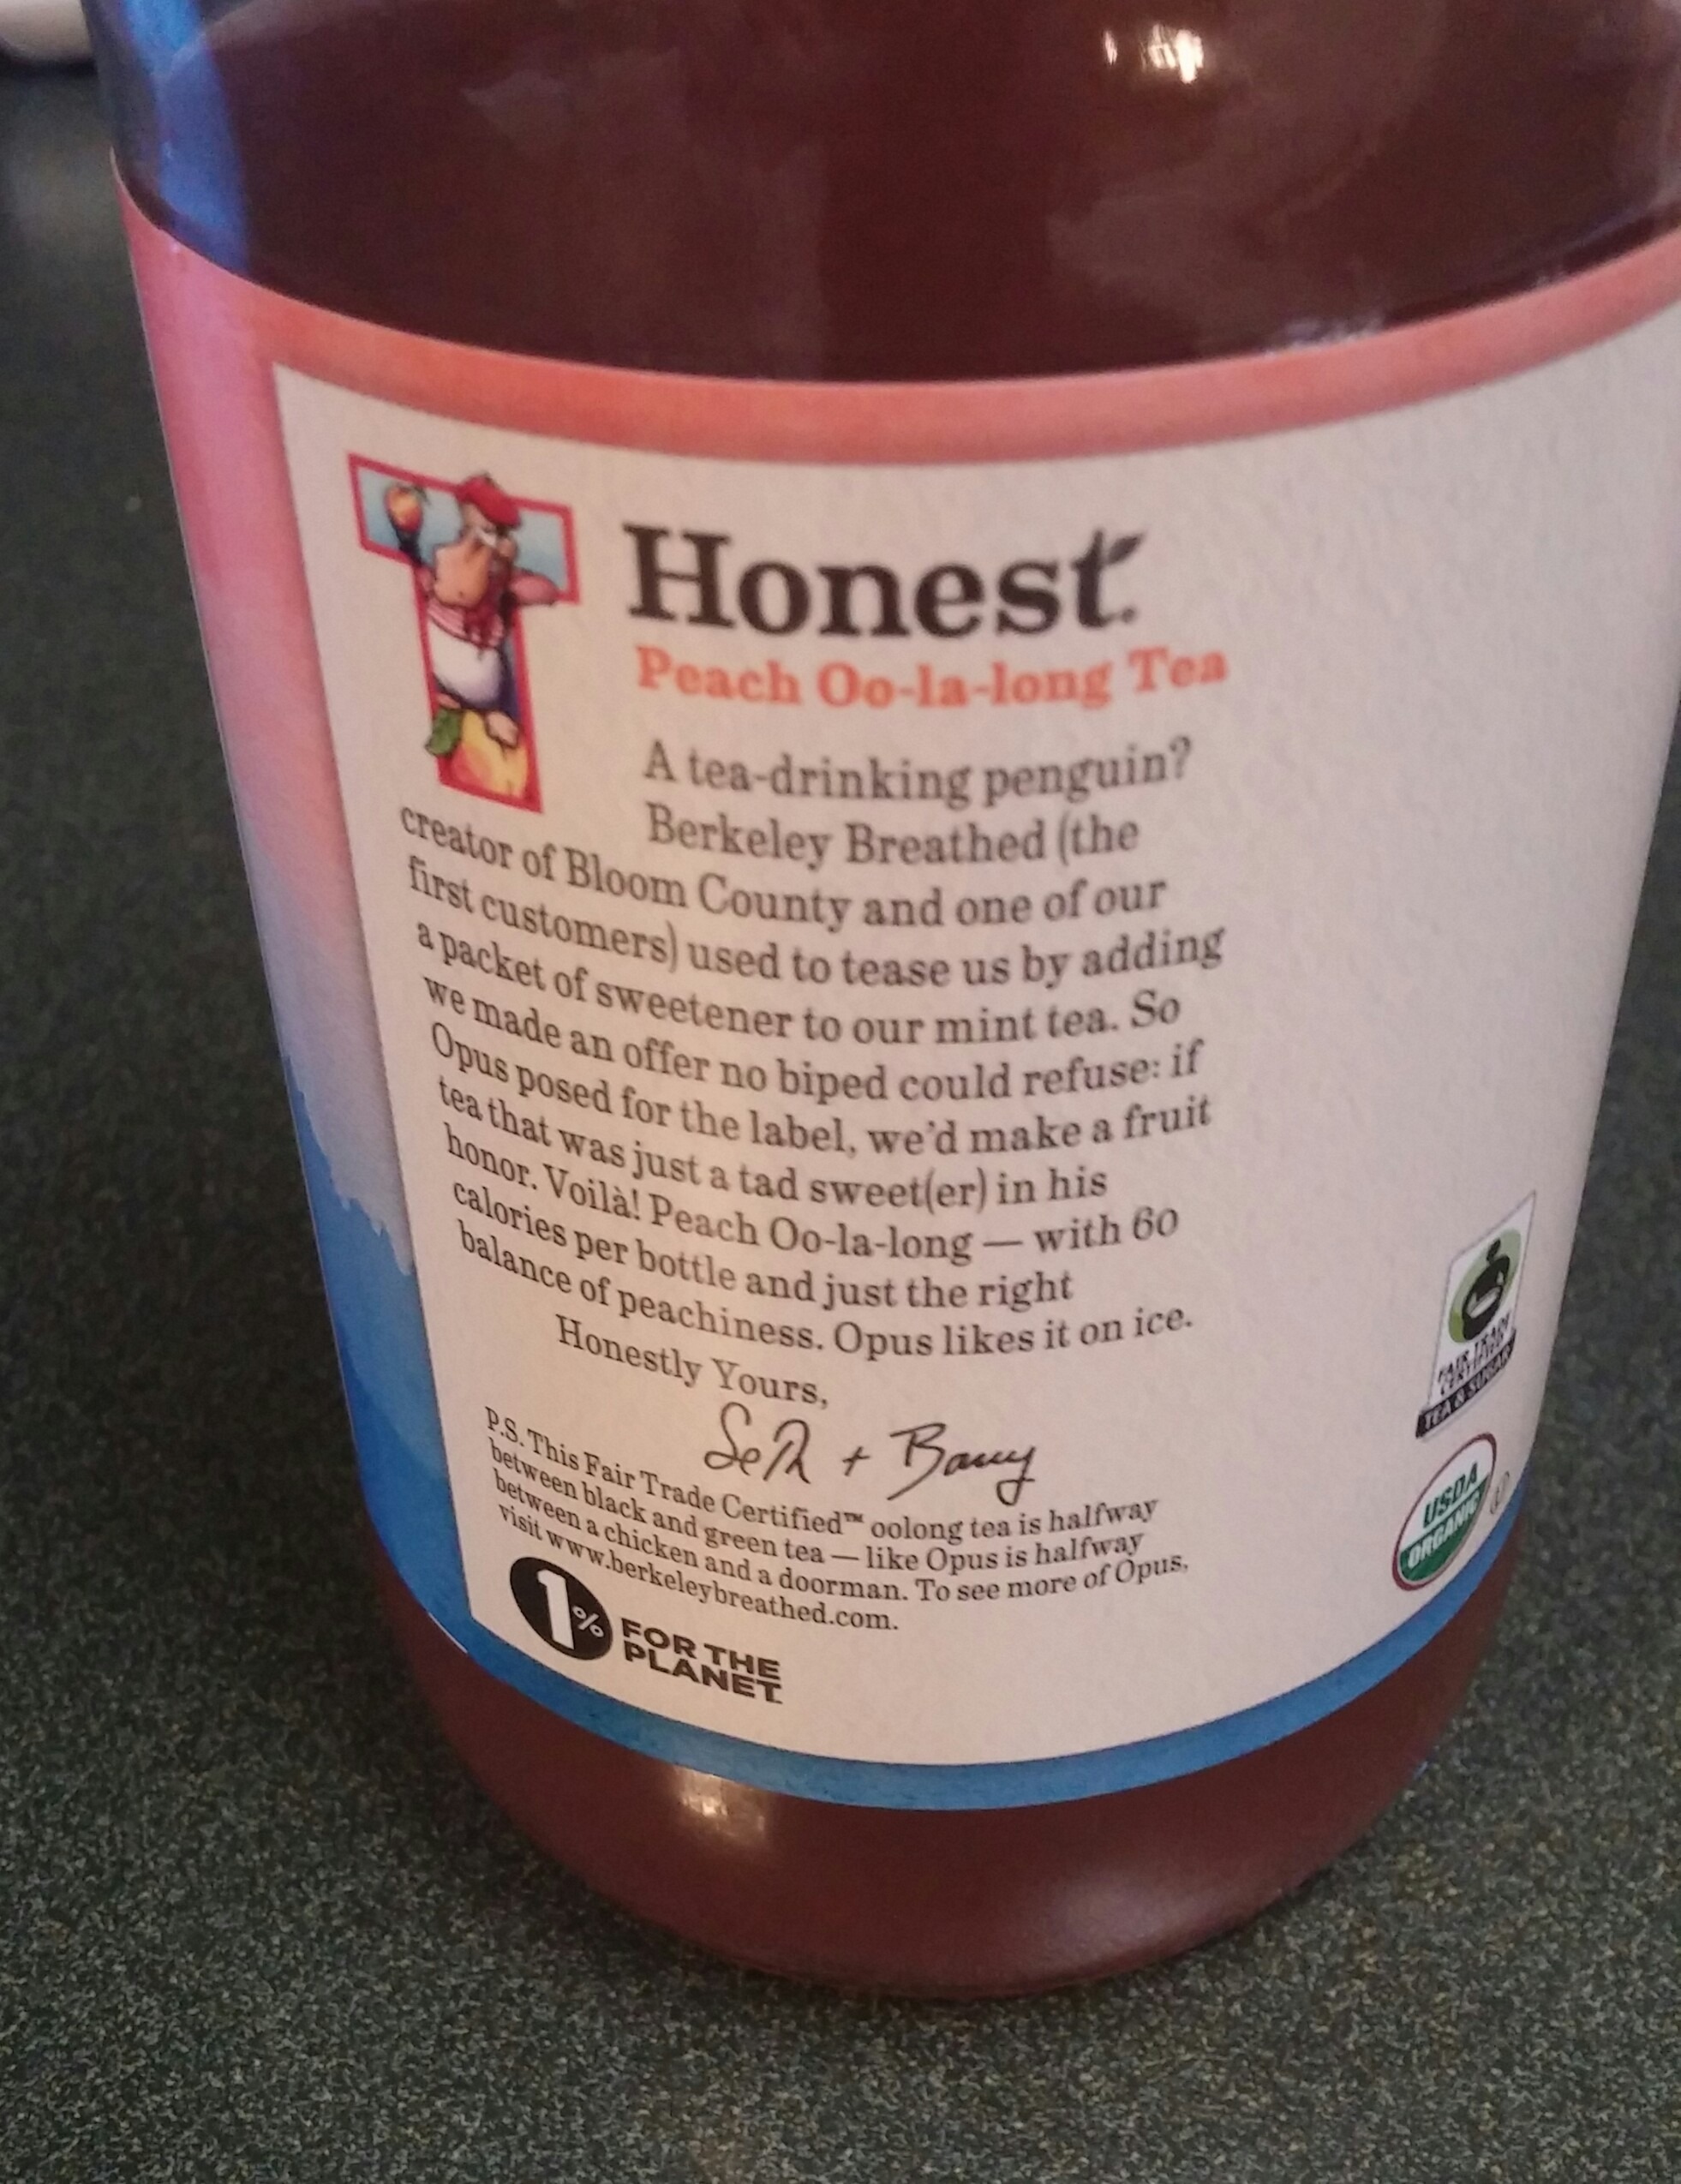 Honest.
Peach Oo-la-long Tea
A tea-drinking penguin?
Berkeley Breathed (the
creator of Bloom County and one of our
first customers) used to tease us by adding
a packet of sweetener to our mint tea. So
we made an offer no biped could refuse: if
Opus posed for the label, we'd make a fruit
tea that was just a tad sweet(er) in his
honor. Voilà! Peach Oo-la-long — with 60
calories per bottle and just the right
balance of peachiness. Opus likes it on ice.
Honestly Yours,
Seth + Barry
P.S. This Fair Trade Certified™ oolong tea is halfway
between black and green tea — like Opus is halfway
between a chicken and a doorman. To see more of Opus,
visit www.berkeleybreathed.com.
1%
FOR THE
PLANET
FAIR TRADE
CERTIFIED
TEA & SUGAR
USDA
ORGANIC